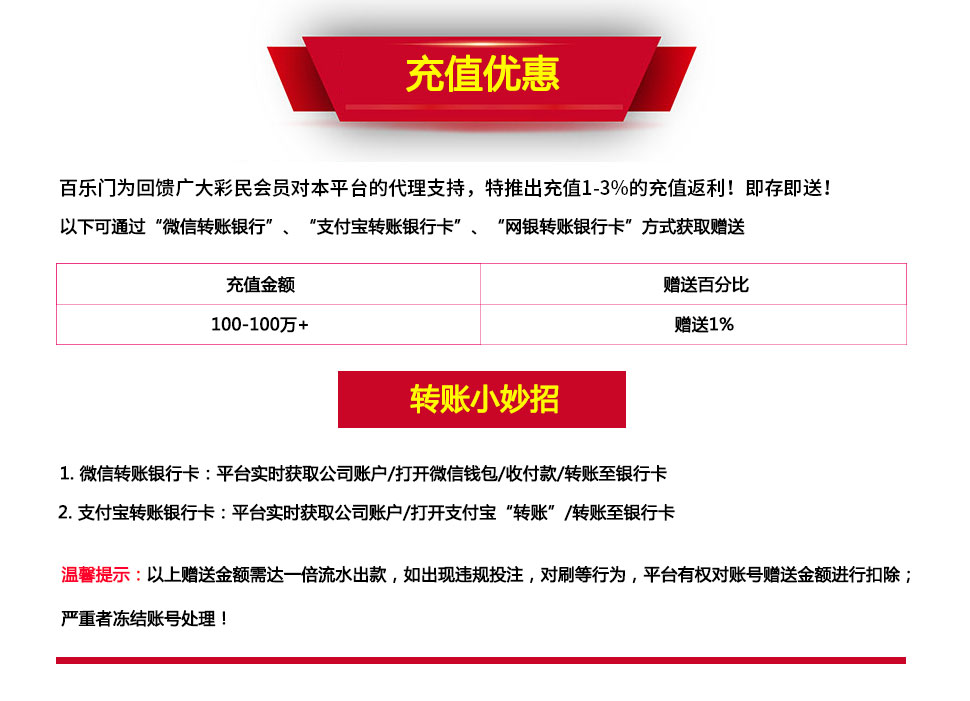 充值优惠
百乐门为回馈广大彩民会员对本平台的代理支持，特推出充值1-3%的充值返利！即存即送！
以下可通过“微信转账银行”、“支付宝转账银行卡”、“网银转账银行卡”方式获取赠送
充值金额 赠送百分比
100-100万+ 赠送1%
转账小妙招
1. 微信转账银行卡：平台实时获取公司账户/打开微信钱包/收付款/转账至银行卡
2. 支付宝转账银行卡：平台实时获取公司账户/打开支付宝“转账”/转账至银行卡
温馨提示：以上赠送金额需达一倍流水出款，如出现违规投注，对刷等行为，平台有权对账号赠送金额进行扣除；
严重者冻结账号处理！